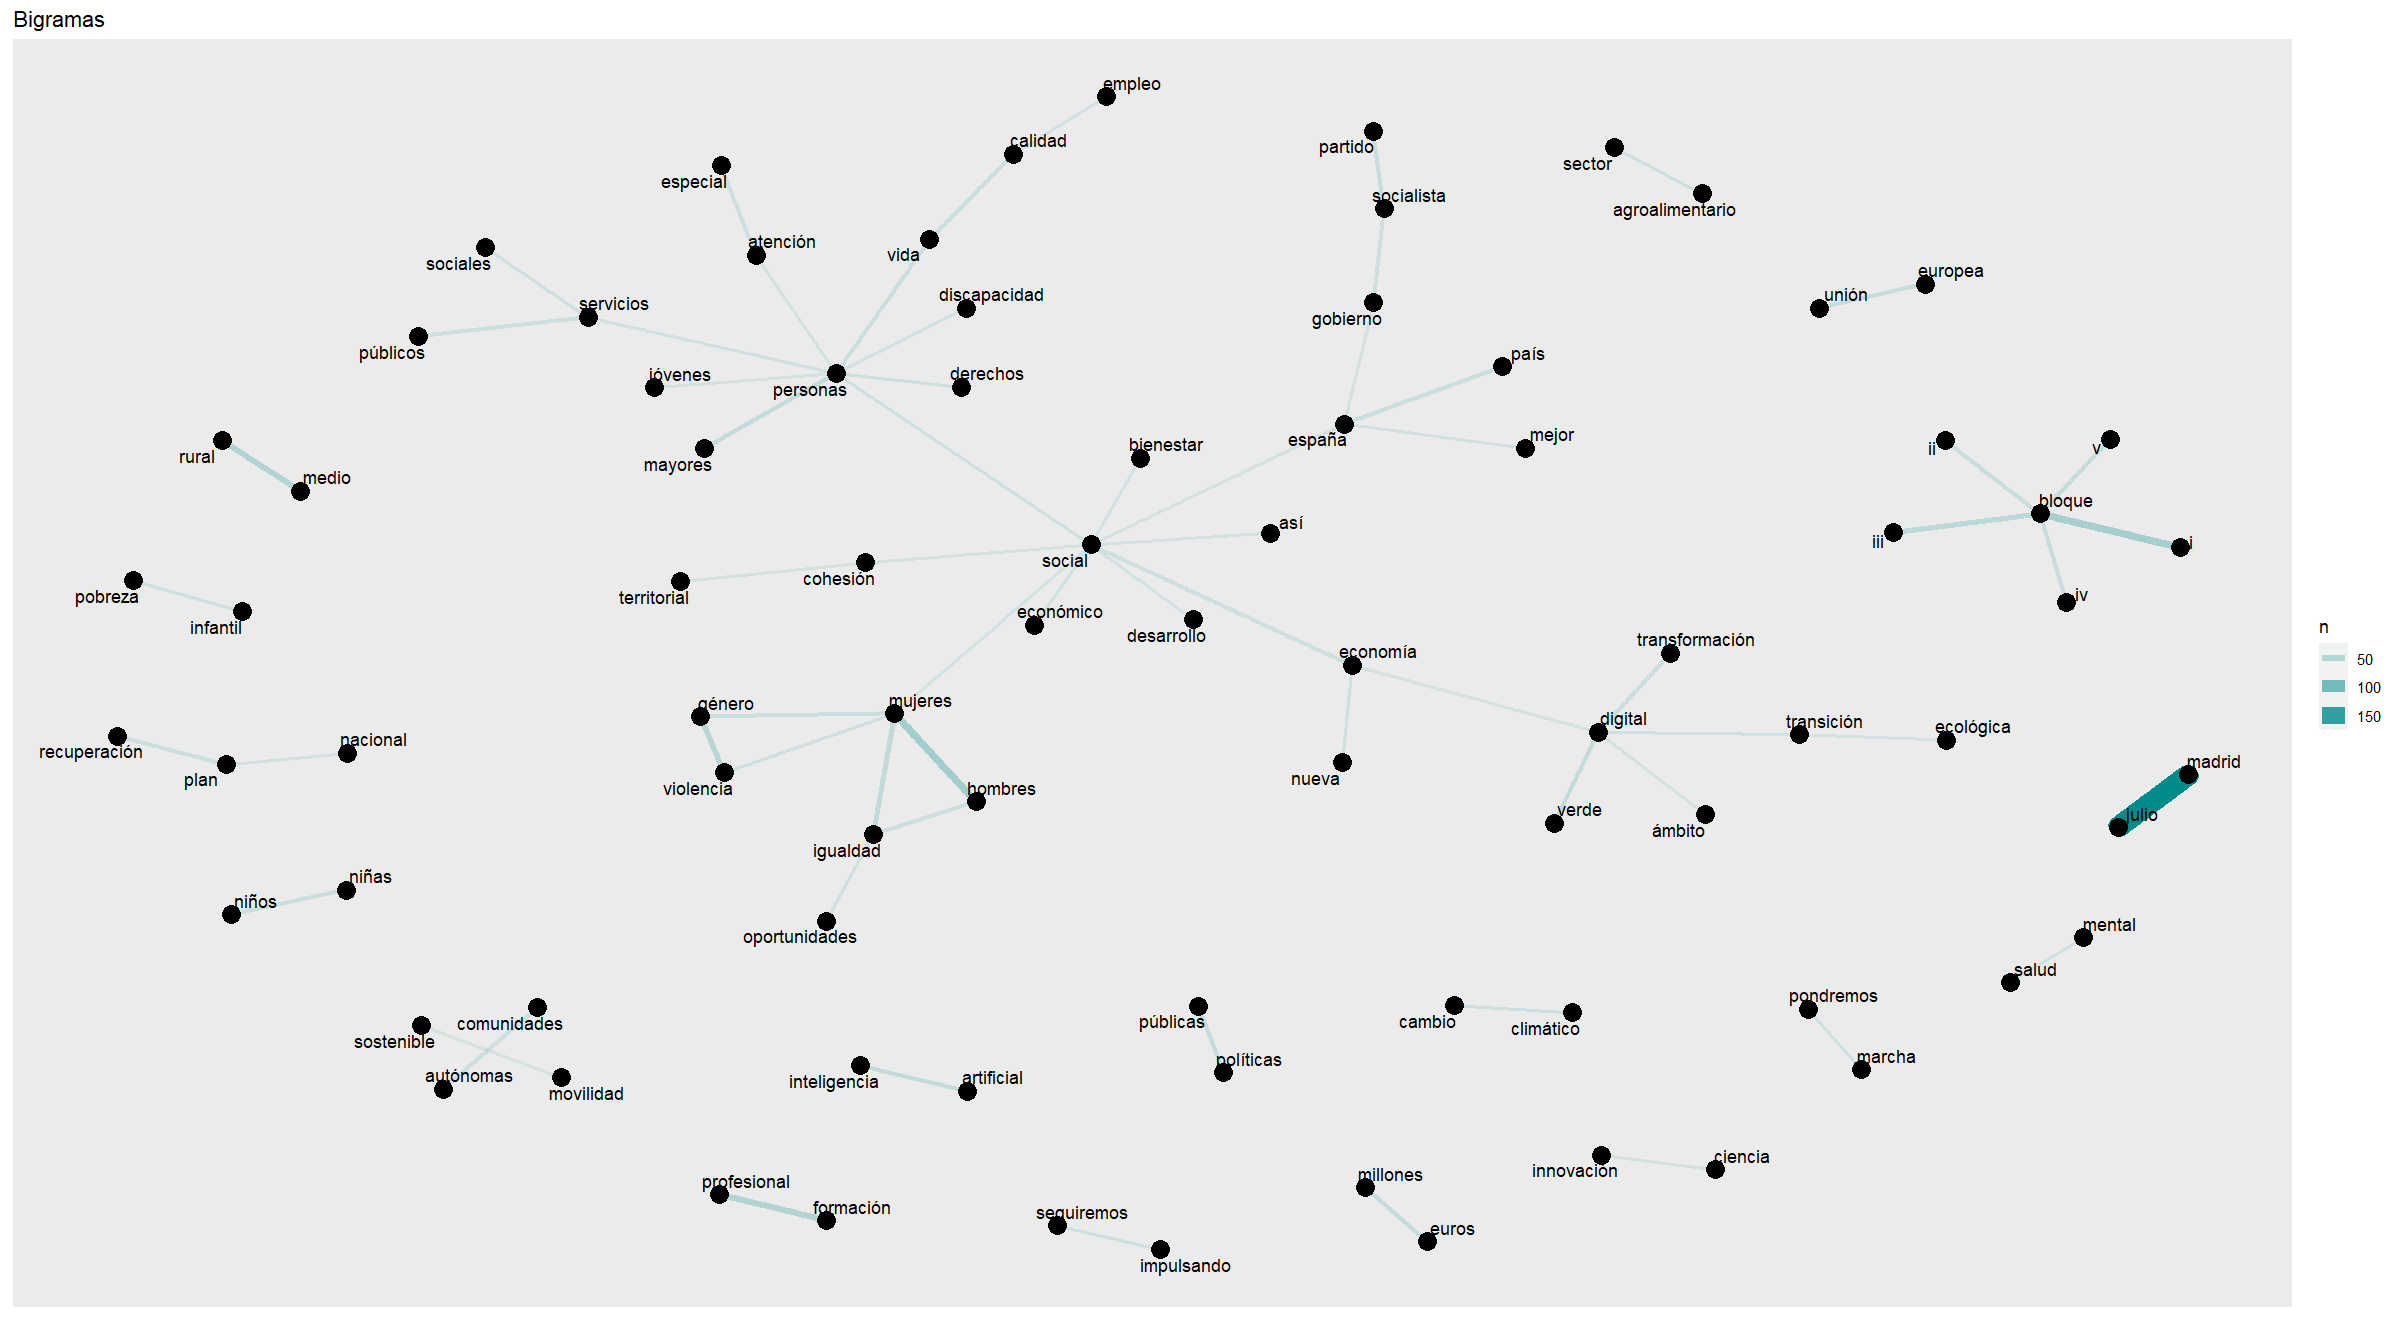 Bigramas
empleo
calidad
partido
sector
especial
socialista
agroalimentario
atención
vida
sociales
europea
discapacidad
unión
servicios
gobierno
públicos
país
jóvenes
derechos
personas
mejor
españa
bienestar
ii
v
rural
mayores
medio
bloque
así
iii
i
social
cohesión
pobreza
territorial
iv
infantil
económico
desarrollo
n
transformación
economía
50
100
150
género
mujeres
digital
transición
ecológica
nacional
recuperación
plan
madrid
nueva
violencia
hombres
verde
julio
ámbito
igualdad
niñas
niños
oportunidades
mental
salud
pondremos
comunidades
públicas
cambio
climático
sostenible
políticas
marcha
autónomas
inteligencia
artificial
movilidad
ciencia
innovación
millones
profesional
formación
seguiremos
euros
impulsando